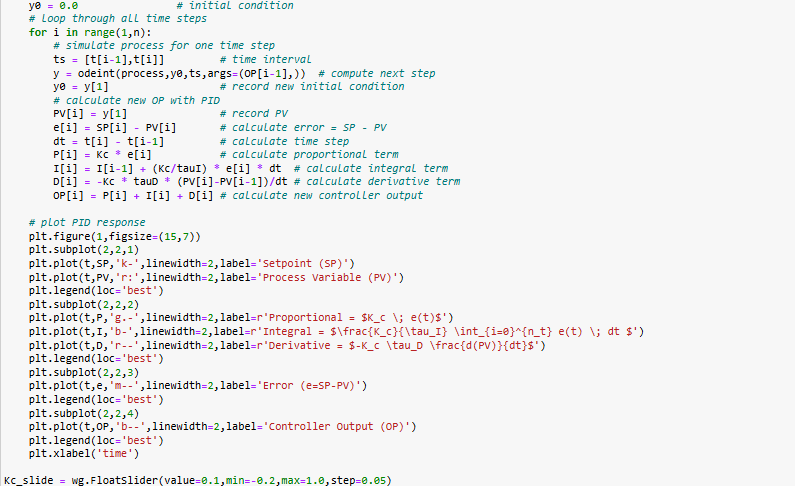 y0 = 0.0 # initial condition
# loop through all time steps
for i in range(1,n):
# simulate process for one time step
ts = [t[i-1],t[i]] # time interval
y = odeint(process,y0,ts,args=(OP[i-1],)) # compute next step
y0 = y[1] # record new initial condition
# calculate new OP with PID
PV[i] = y[1] # record PV
e[i] = SP[i] - PV[i] # calculate error = SP - PV
dt = t[i] - t[i-1] # calculate time step
P[i] = Kc * e[i] # calculate proportional term
I[i] = I[i-1] + (Kc/tauI) * e[i] * dt # calculate integral term
D[i] = -Kc * tauD * (PV[i]-PV[i-1])/dt # calculate derivative term
OP[i] = P[i] + I[i] + D[i] # calculate new controller output
# plot PID response
plt.figure(1,figsize=(15,7))
plt.subplot(2,2,1)
plt.plot(t,SP,'k-',linewidth=2,label='Setpoint (SP)')
plt.plot(t,PV,'r:',linewidth=2,label='Process Variable (PV)')
plt.legend(loc='best')
plt.subplot(2,2,2)
plt.plot(t,P,'g.-',linewidth=2,label=r'Proportional = $K_c \; e(t)$')
plt.plot(t,I,'b-',linewidth=2,label=r'Integral = $\frac{K_c}{\tau_I} \int_{i=0}^{n_t} e(t) \; dt $')
plt.plot(t,D,'r--',linewidth=2,label=r'Derivative = $-K_c \tau_D \frac{d(PV)}{dt}$')
plt.legend(loc='best')
plt.subplot(2,2,3)
plt.plot(t,e,'m--',linewidth=2,label='Error (e=SP-PV)')
plt.legend(loc='best')
plt.subplot(2,2,4)
plt.plot(t,OP,'b--',linewidth=2,label='Controller Output (OP)')
plt.legend(loc='best')
plt.xlabel('time')
Kc_slide = wg.FloatSlider(value=0.1,min=-0.2,max=1.0,step=0.05)